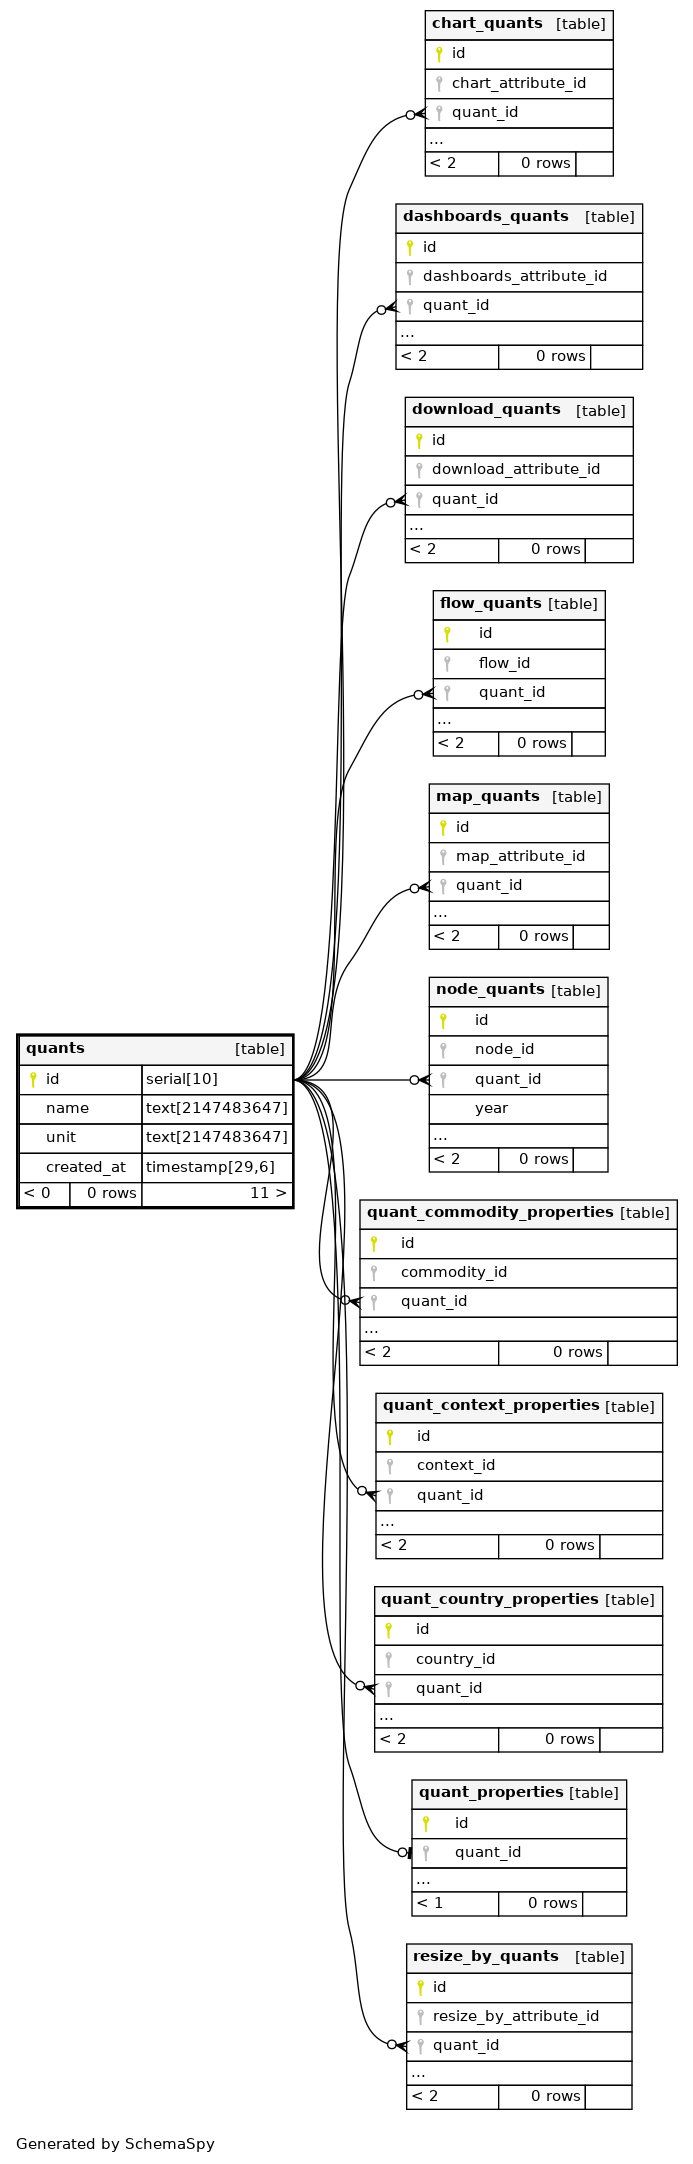 chart_quants [table]
id
chart_attribute_id
quant_id
...
< 2 0 rows
dashboards_quants [table]
id
dashboards_attribute_id
quant_id
...
< 2 0 rows
download_quants [table]
id
download_attribute_id
quant_id
...
< 2 0 rows
flow_quants [table]
id
flow_id
quant_id
...
< 2 0 rows
map_quants [table]
id
map_attribute_id
quant_id
...
< 2 0 rows
node_quants [table]
id
node_id
quant_id
year
...
< 2 0 rows
quants [table]
id serial[10]
name text[2147483647]
unit text[2147483647]
created_at timestamp[29,6]
< 0 0 rows 11 >
quant_commodity_properties [table]
id
commodity_id
quant_id
...
< 2 0 rows
quant_context_properties [table]
id
context_id
quant_id
...
< 2 0 rows
quant_country_properties [table]
id
country_id
quant_id
...
< 2 0 rows
quant_properties [table]
id
quant_id
...
< 1 0 rows
resize_by_quants [table]
id
resize_by_attribute_id
quant_id
...
< 2 0 rows
Generated by SchemaSpy